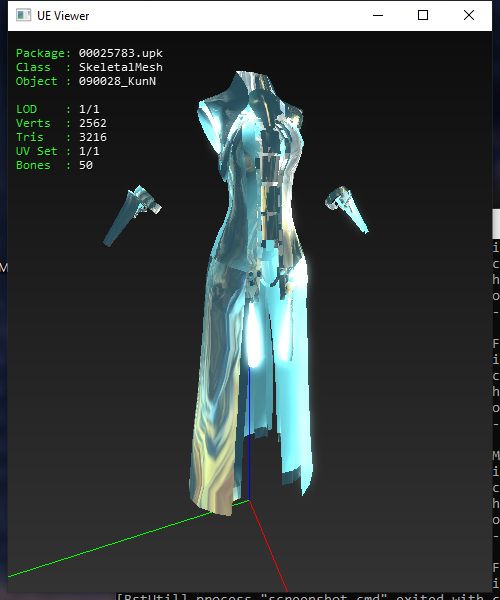 UE Viewer
Package: 00025783.upk
Class  : SkeletalMesh
Object : 090028_KunN
LOD    : 1/1
Verts  : 2562
Tris   : 3216
UV Set : 1/1
Bones  : 50
M
i
c
h
o
-
F
i
c
h
o
-
M
i
c
h
o
-
F
i
[BstUtil] process "screenshot.cmd" exited with c